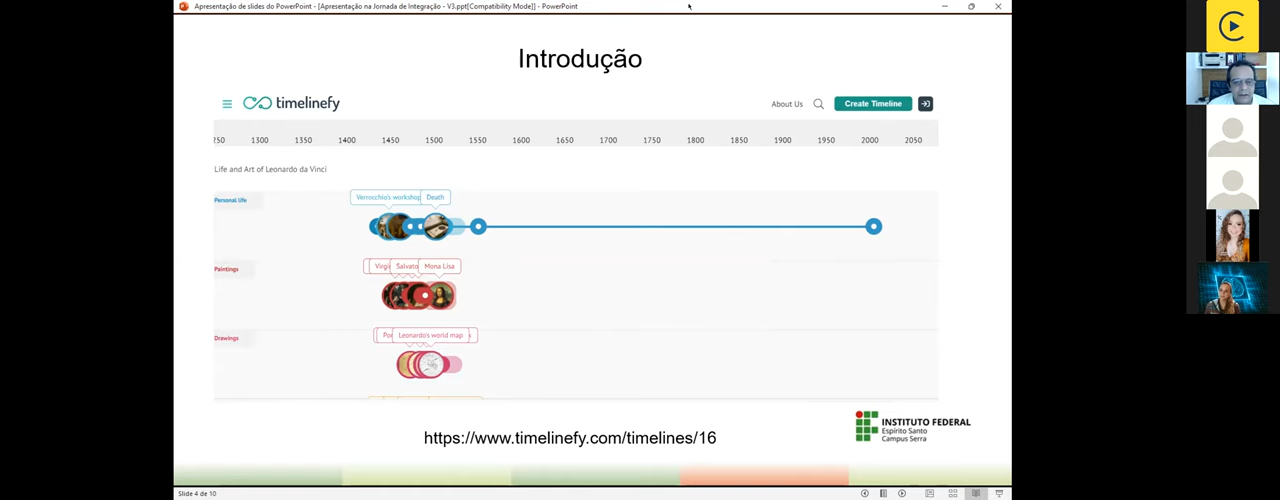 Apresentação de slides do PowerPoint - [Apresentação na Jornada de Integração - V3.ppt[Compatibility Mode]] - PowerPoint
Introdução
timelinefy
About Us
Create Timeline
250 1300 1400 1450 1500 1550 1600 1650 1700 1750 1800 1850 1900 1950 2000 2050
Life and Art of Leonardo da Vinci
Personal life
Verrocchio's workshop
Death
Paintings
Virgi
Salvato
Mona Lisa
Drawings
Por
Leonardo's world map
INSTITUTO FEDERAL
Espírito Santo
Campus Serra
https://www.timelinefy.com/timelines/16
Slide 4 de 10